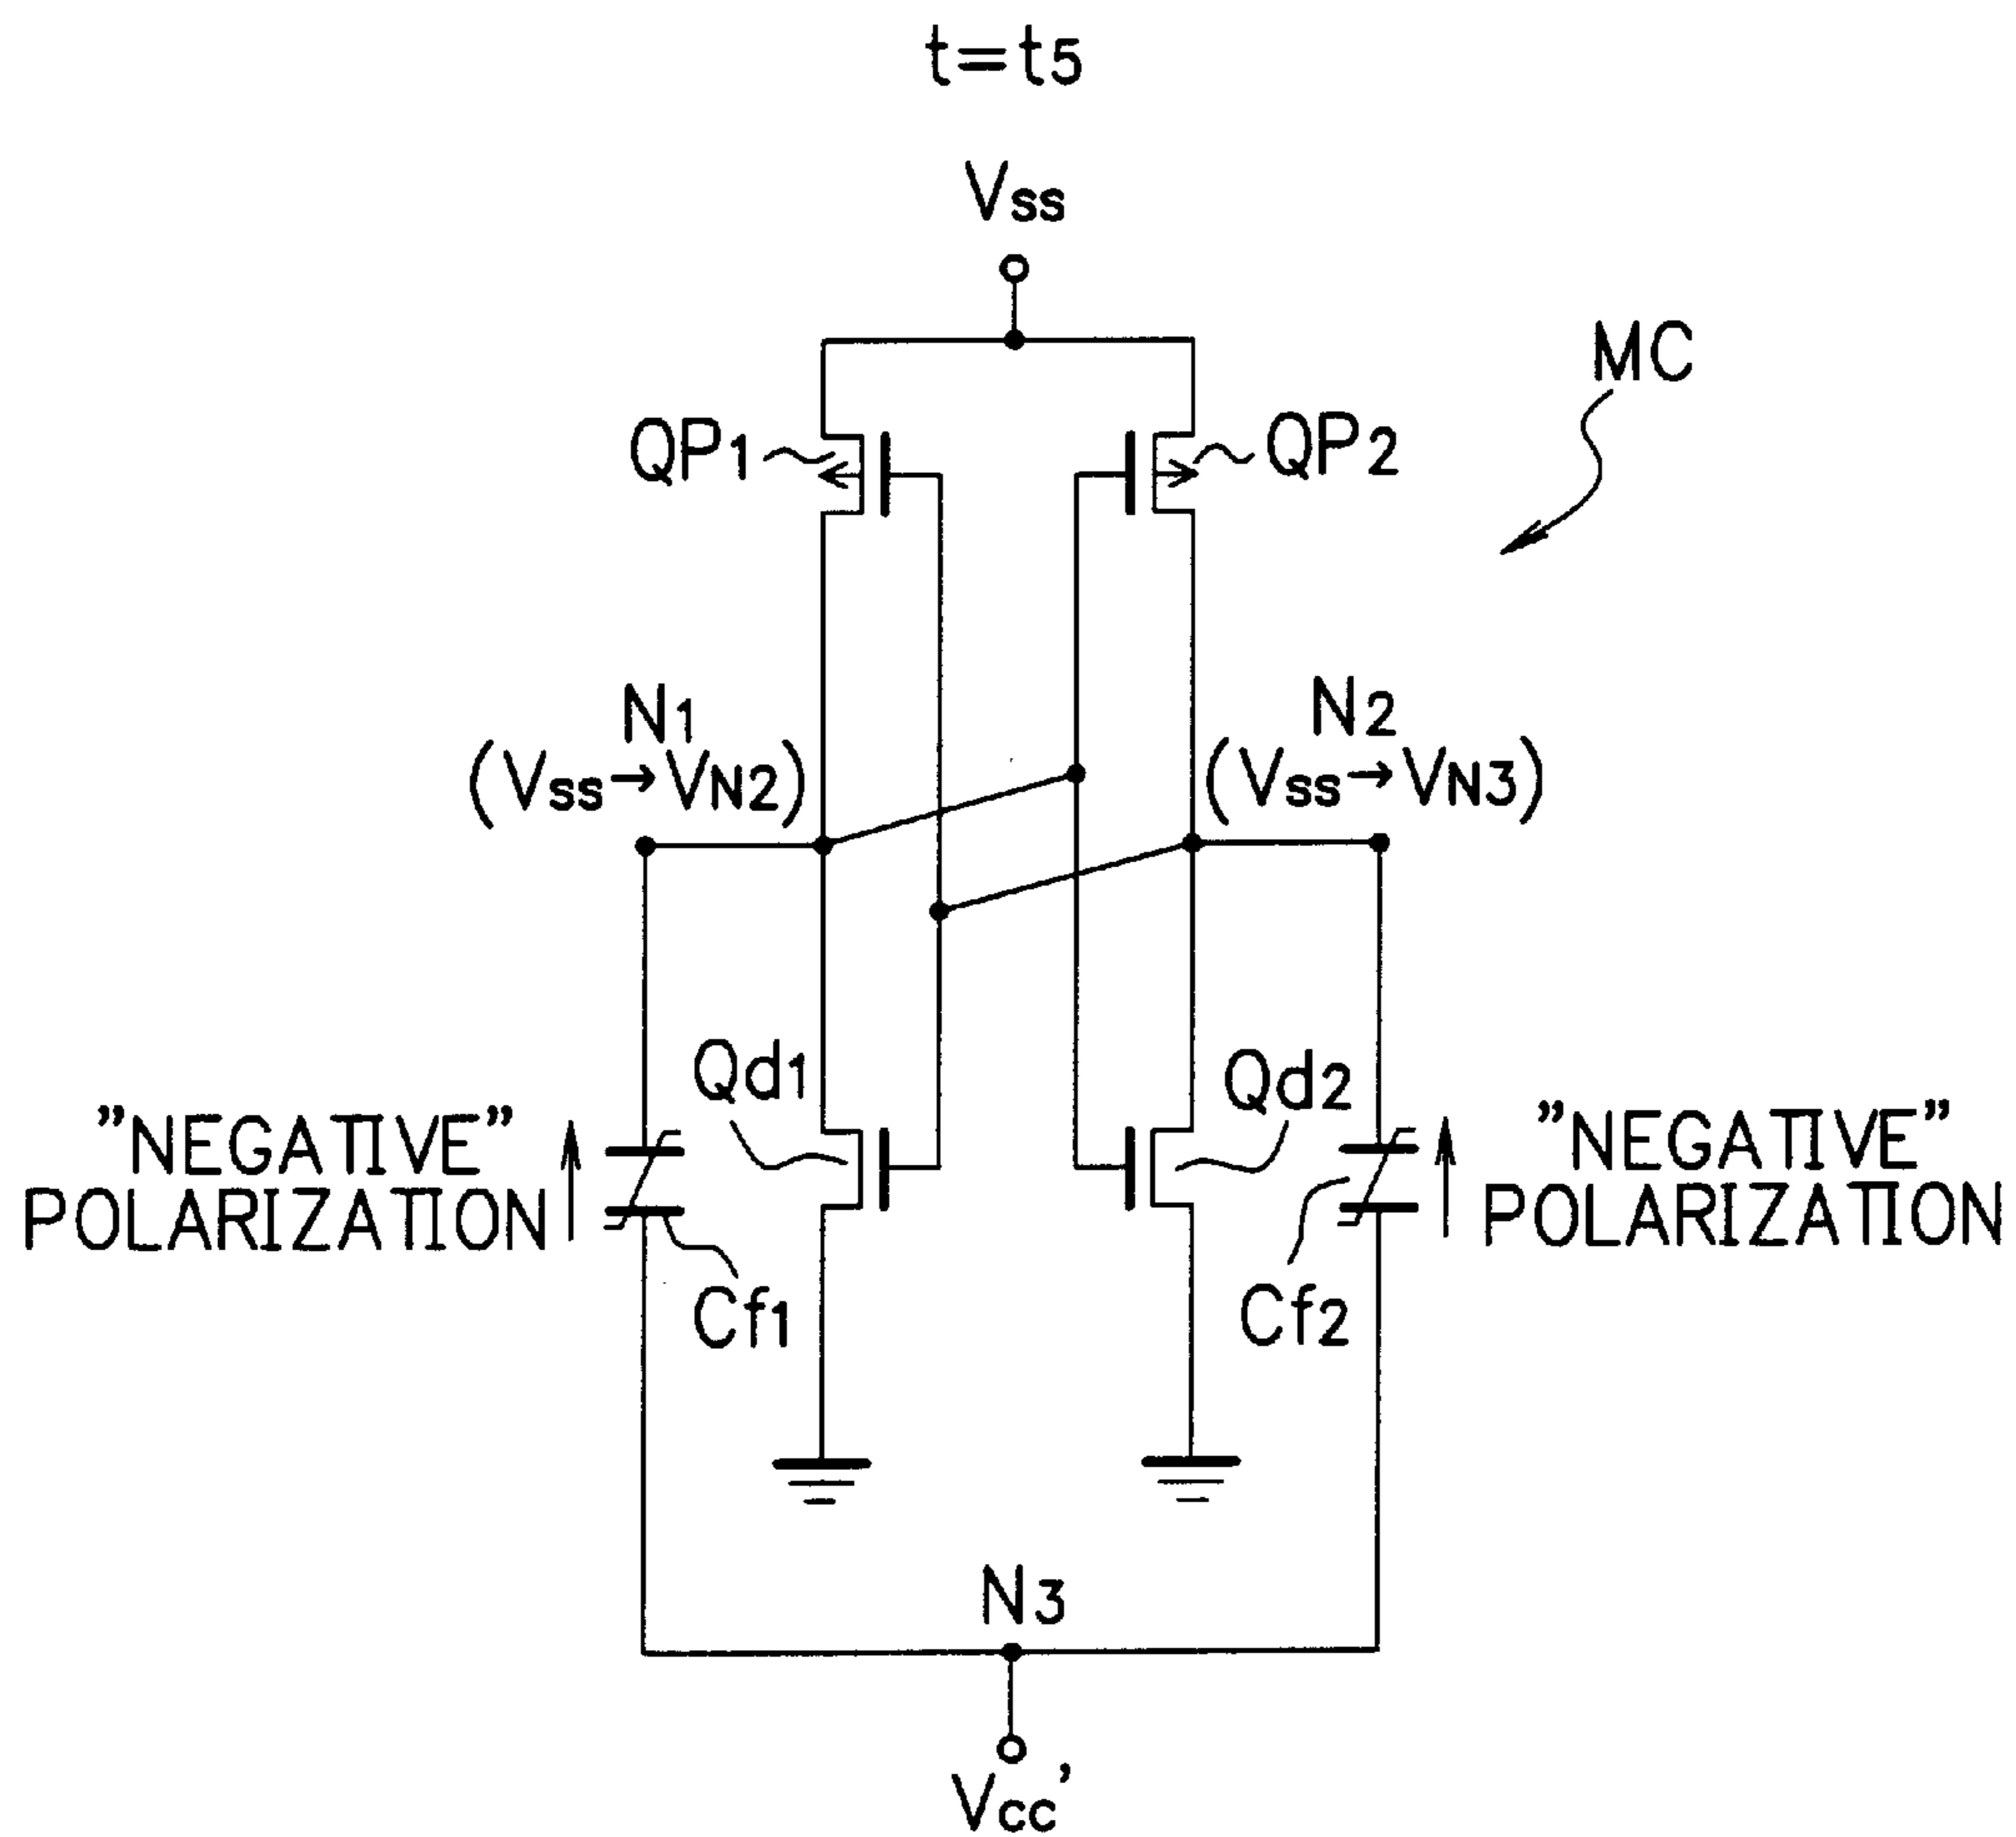 t=t5
Vss
MC
QP1
QP2
N1
(Vss→VN2)
N2
(Vss→VN3)
Qd1
Qd2
”NEGATIVE”
POLARIZATION
”NEGATIVE”
POLARIZATION
Cf1
Cf2
N3
Vcc’